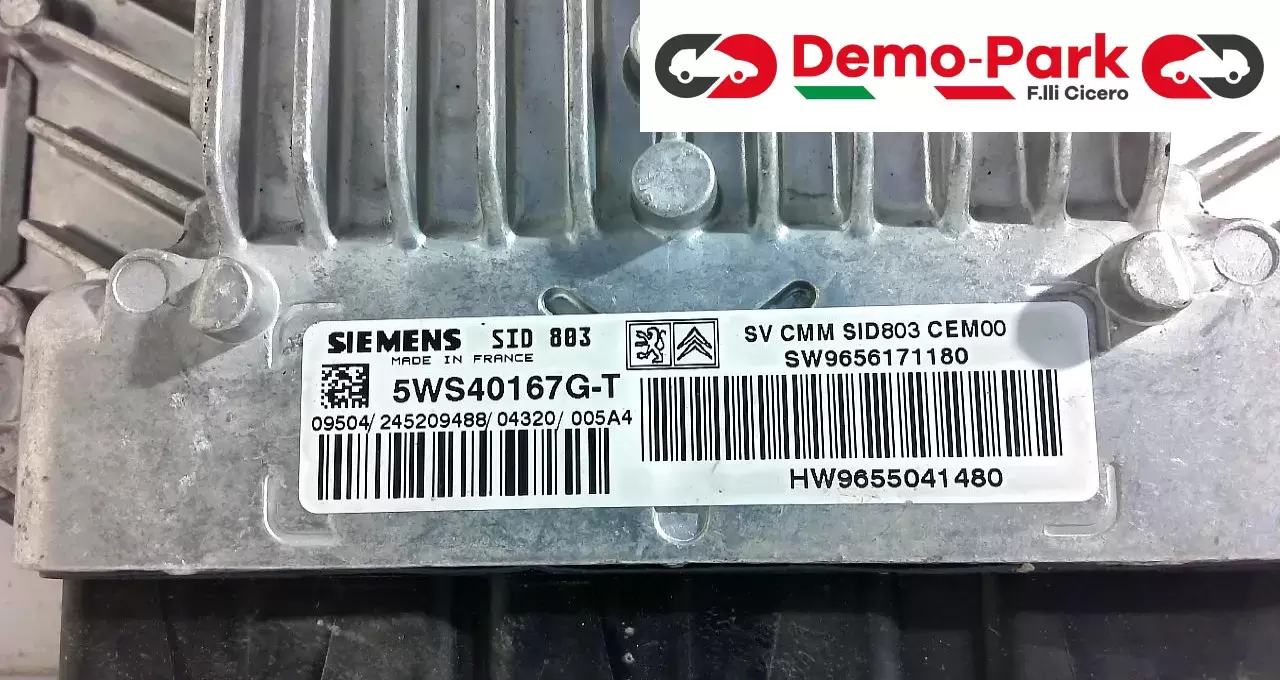 Demo-Park
F.lli Cicero
SIEMENS SID 803
MADE IN FRANCE
5WS40167G-T
09504/245209488/04320/005A4
SV CMM SID803 CEM00
SW9656171180
HW9655041480